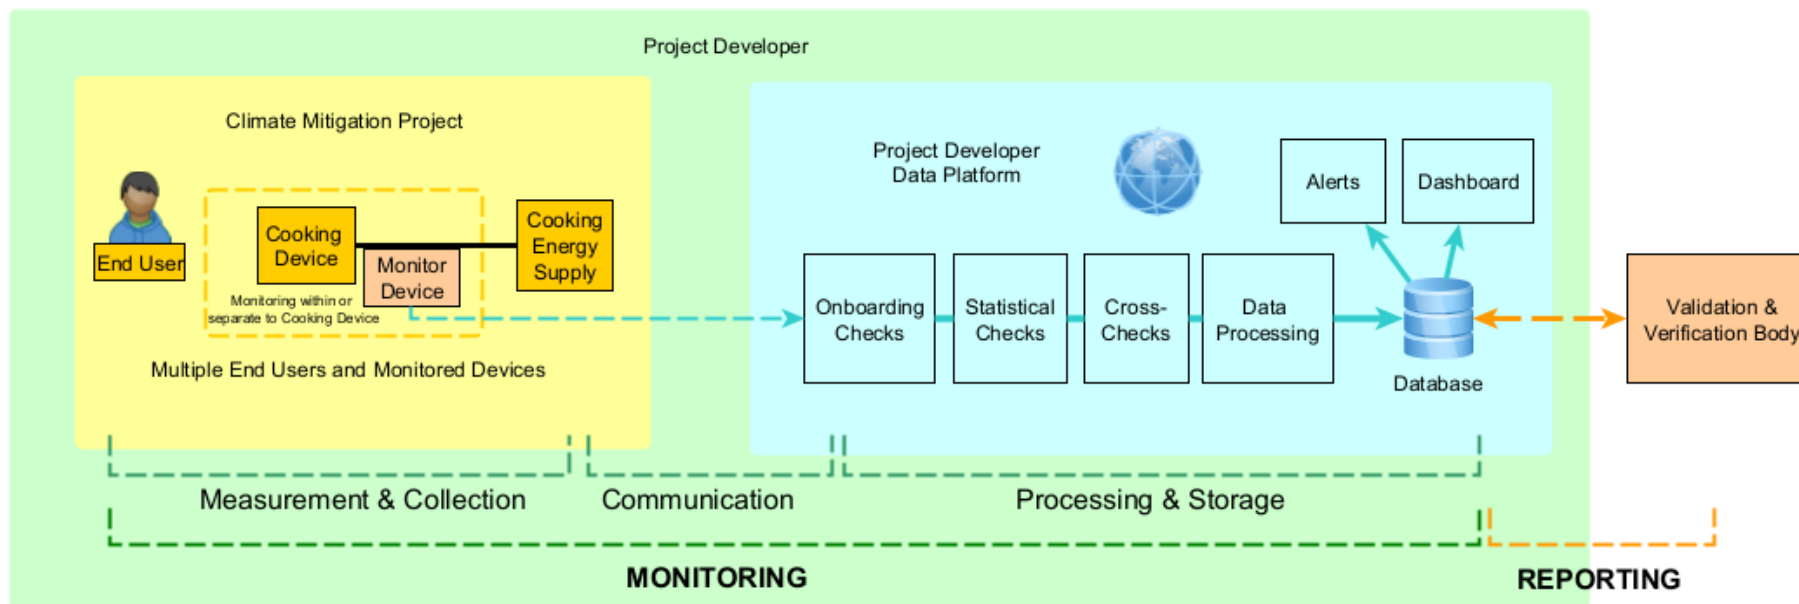 Project Developer
Climate Mitigation Project
End User
Cooking
Device
Monitor
Device
Cooking
Energy
Supply
Monitoring within or
separate to Cooking Device
Multiple End Users and Monitored Devices
Project Developer
Data Platform
Alerts
Dashboard
Onboarding
Checks
Statistical
Checks
Cross-
Checks
Data
Processing
Database
Validation &
Verification Body
Measurement & Collection
Communication
Processing & Storage
MONITORING
REPORTING